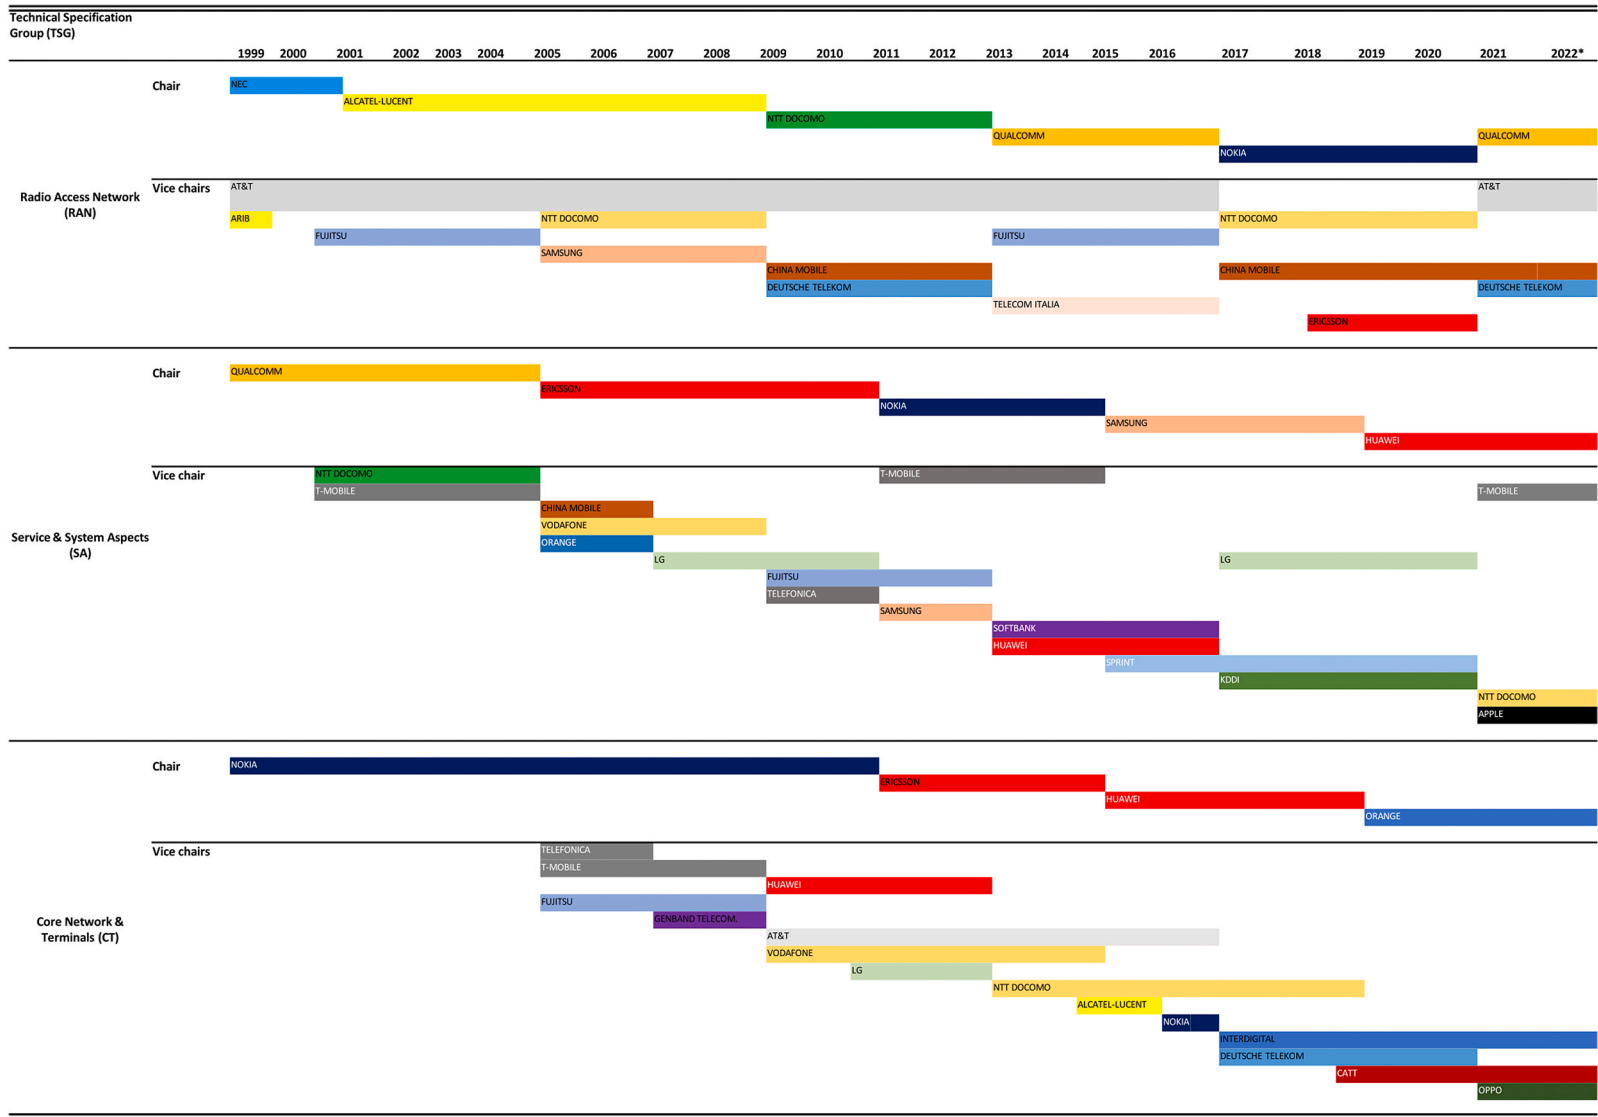 Technical Specification
Group (TSG)
1999 2000 2001 2002 2003 2004 2005 2006 2007 2008 2009 2010 2011 2012 2013 2014 2015 2016 2017 2018 2019 2020 2021 2022*
Chair
NEC
ALCATEL-LUCENT
NTT DOCOMO
QUALCOMM QUALCOMM
NOKIA
Radio Access Network
(RAN)
Vice chairs
AT&T AT&T
ARIB NTT DOCOMO NTT DOCOMO
FUJITSU FUJITSU
SAMSUNG
CHINA MOBILE CHINA MOBILE
DEUTSCHE TELEKOM DEUTSCHE TELEKOM
TELECOM ITALIA
ERICSSON
Chair
QUALCOMM
ERICSSON
NOKIA
SAMSUNG
HUAWEI
Service & System Aspects
(SA)
Vice chair
NTT DOCOMO T-MOBILE
T-MOBILE T-MOBILE
CHINA MOBILE
VODAFONE
ORANGE
LG LG
FUJITSU
TELEFONICA
SAMSUNG
SOFTBANK
HUAWEI
SPRINT
KDDI
NTT DOCOMO
APPLE
Chair
NOKIA
ERICSSON
HUAWEI
ORANGE
Core Network &
Terminals (CT)
Vice chairs
TELEFONICA
T-MOBILE
HUAWEI
FUJITSU
GENBAND TELECOM.
AT&T
VODAFONE
LG
NTT DOCOMO
ALCATEL-LUCENT
NOKIA
INTERDIGITAL
DEUTSCHE TELEKOM
CATT
OPPO